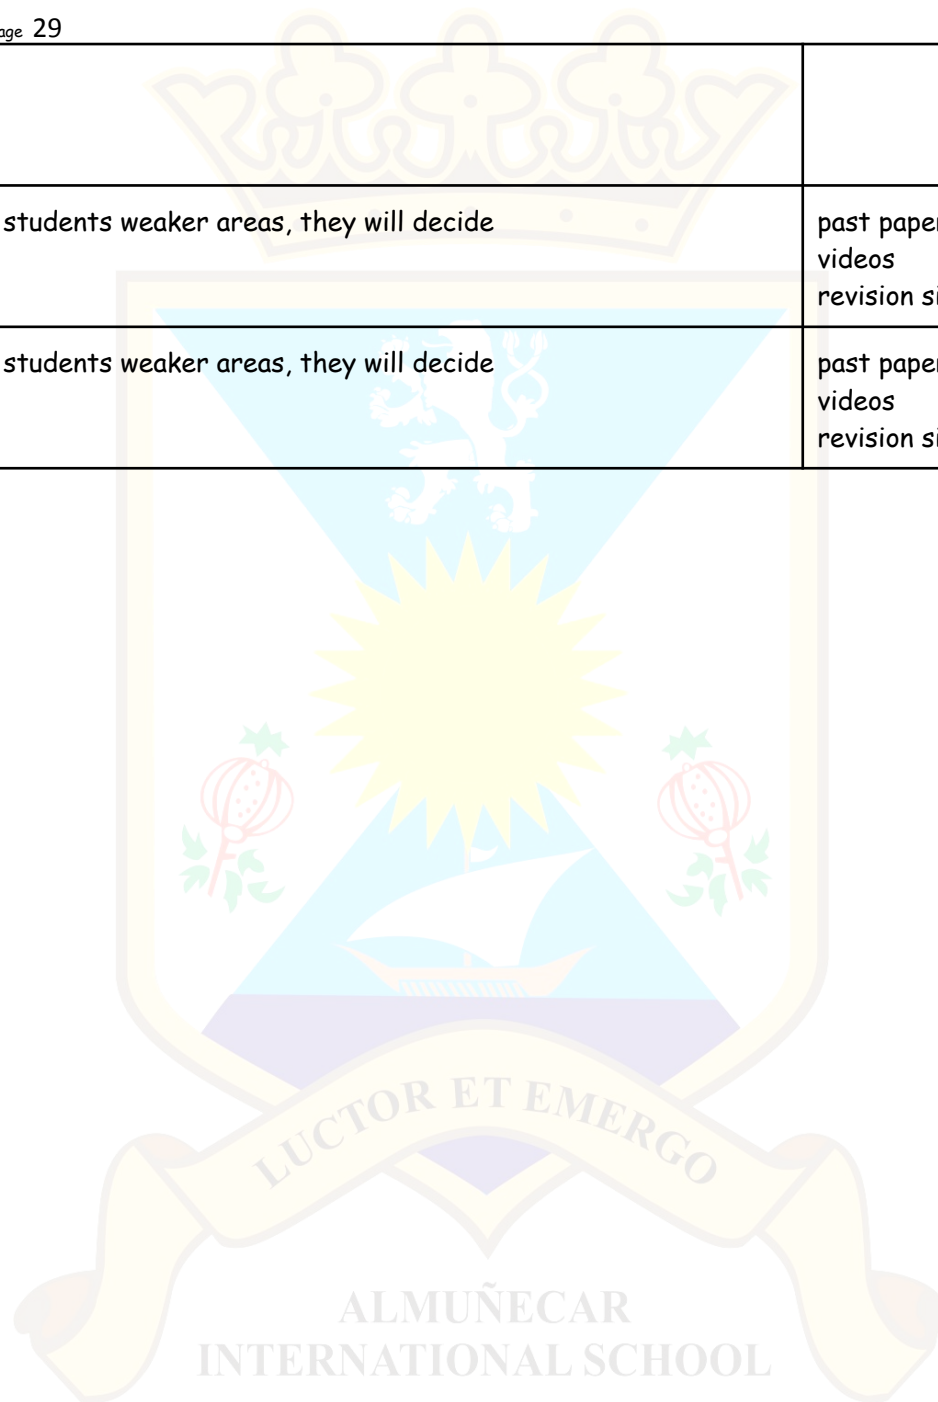 age 29
students weaker areas, they will decide
past paper
videos
revision si
students weaker areas, they will decide
past paper
videos
revision si
LUCTOR ET EMERGO
ALMUÑECAR
INTERNATIONAL SCHOOL